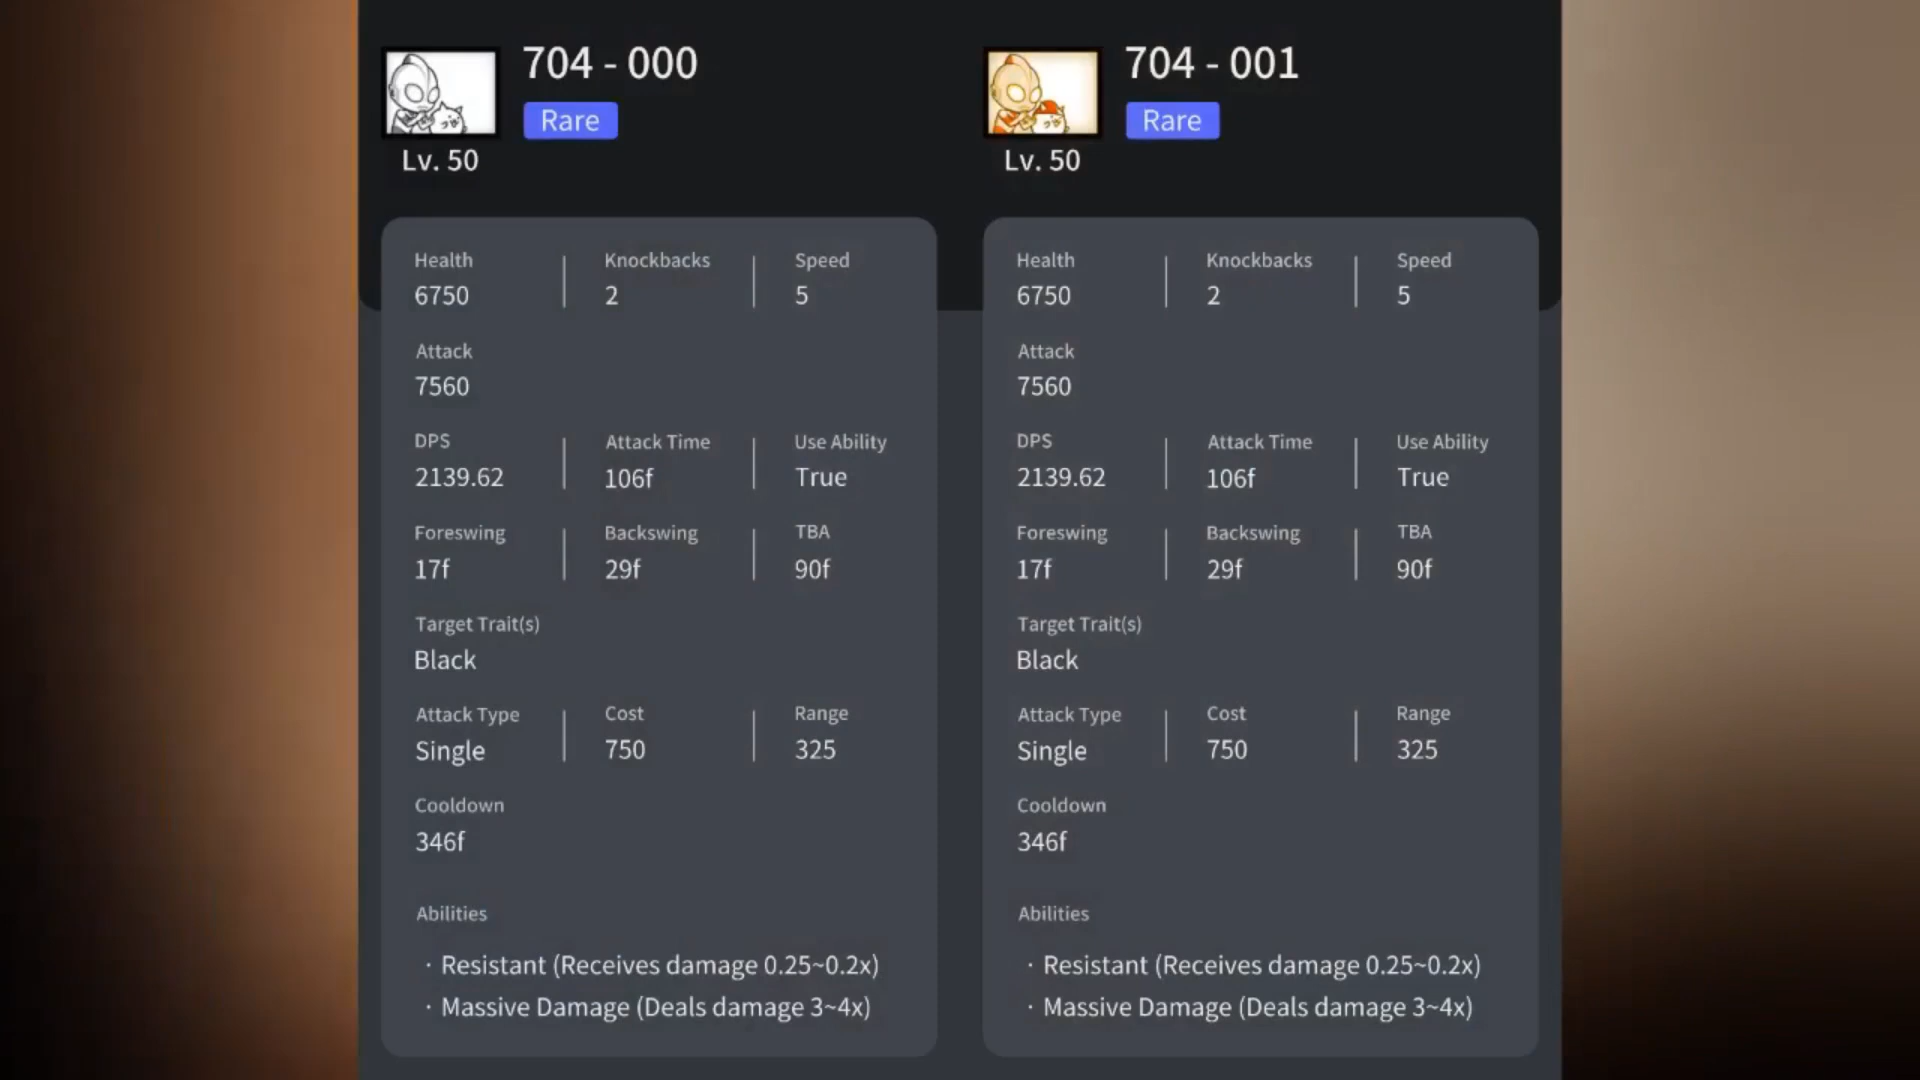 704 - 000
Rare
Lv. 50
Health
Knockbacks
Speed
6750
2
5
Attack
7560
DPS
Attack Time
Use Ability
2139.62
106f
True
Foreswing
Backswing
TBA
17f
29f
90f
Target Trait(s)
Black
Attack Type
Cost
Range
Single
750
325
Cooldown
346f
Abilities
· Resistant (Receives damage 0.25~0.2x)
· Massive Damage (Deals damage 3~4x)
704 - 001
Rare
Lv. 50
Health
Knockbacks
Speed
6750
2
5
Attack
7560
DPS
Attack Time
Use Ability
2139.62
106f
True
Foreswing
Backswing
TBA
17f
29f
90f
Target Trait(s)
Black
Attack Type
Cost
Range
Single
750
325
Cooldown
346f
Abilities
· Resistant (Receives damage 0.25~0.2x)
· Massive Damage (Deals damage 3~4x)